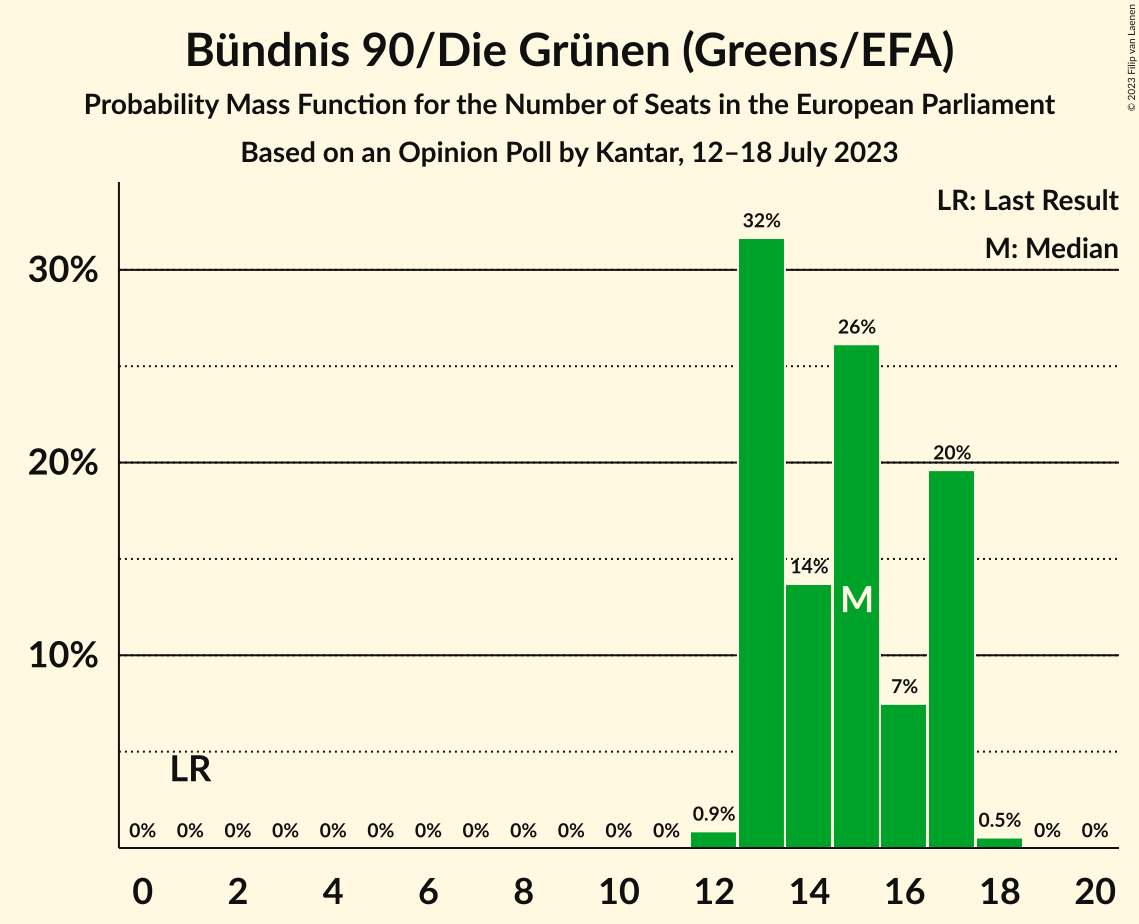 Bündnis 90/Die Grünen (Greens/EFA)
Probability Mass Function for the Number of Seats in the European Parliament
Based on an Opinion Poll by Kantar, 12–18 July 2023
© 2023 Filip van Laenen
LR: Last Result
M: Median
32%
30%
26%
20%
20%
14%
M
10%
7%
LR
0% 0% 0% 0% 0% 0% 0% 0% 0% 0% 0% 0% 0.9% 0.5% 0% 0%
0 2 4 6 8 10 12 14 16 18 20